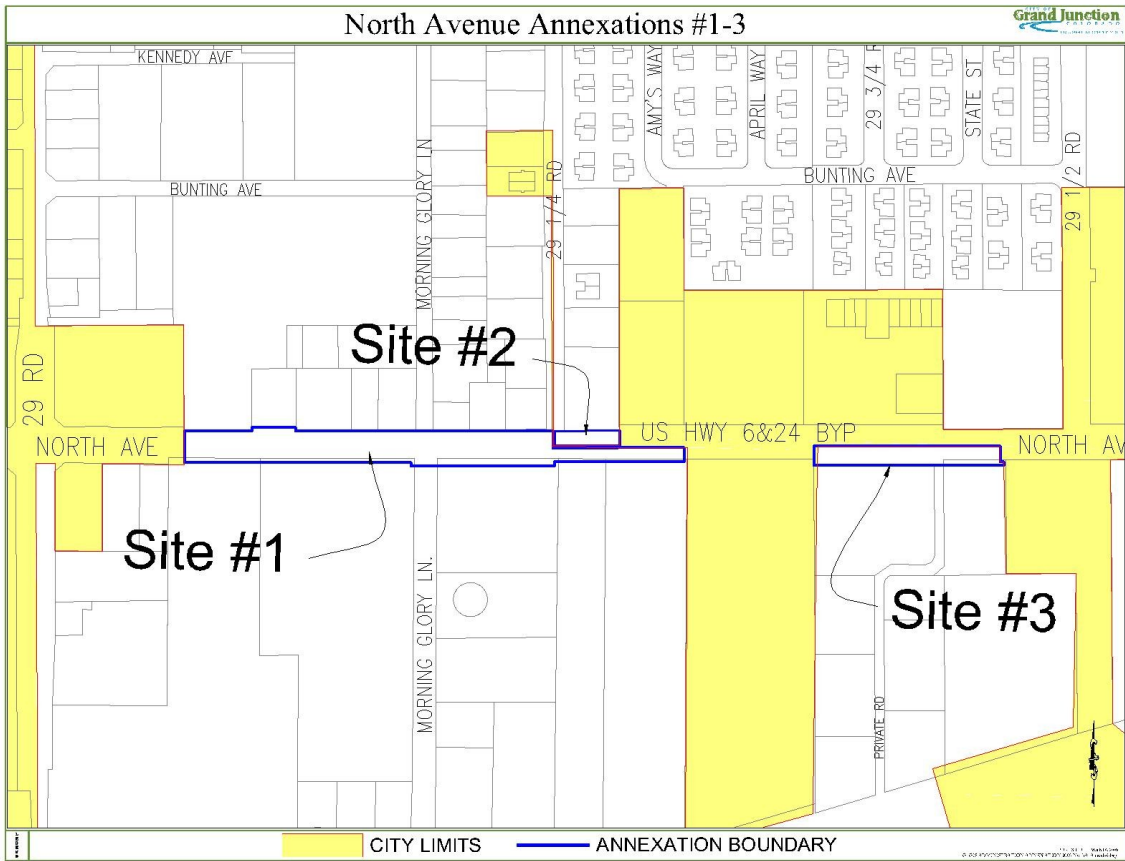 North Avenue Annexations #1-3
CITY OF
Grand Junction
COLORADO
KENNEDY AVE
BUNTING AVE
MORNING GLORY LN
29 1/4 RD
AMY'S WAY
APRIL WAY
29 3/4 R
STATE ST
BUNTING AVE
29 1/2 RD
29 RD
Site #2
NORTH AVE
US HWY 6&24 BYP
NORTH AV
Site #1
Site #3
MORNING GLORY LN.
PRIVATE RD
CITY LIMITS
ANNEXATION BOUNDARY